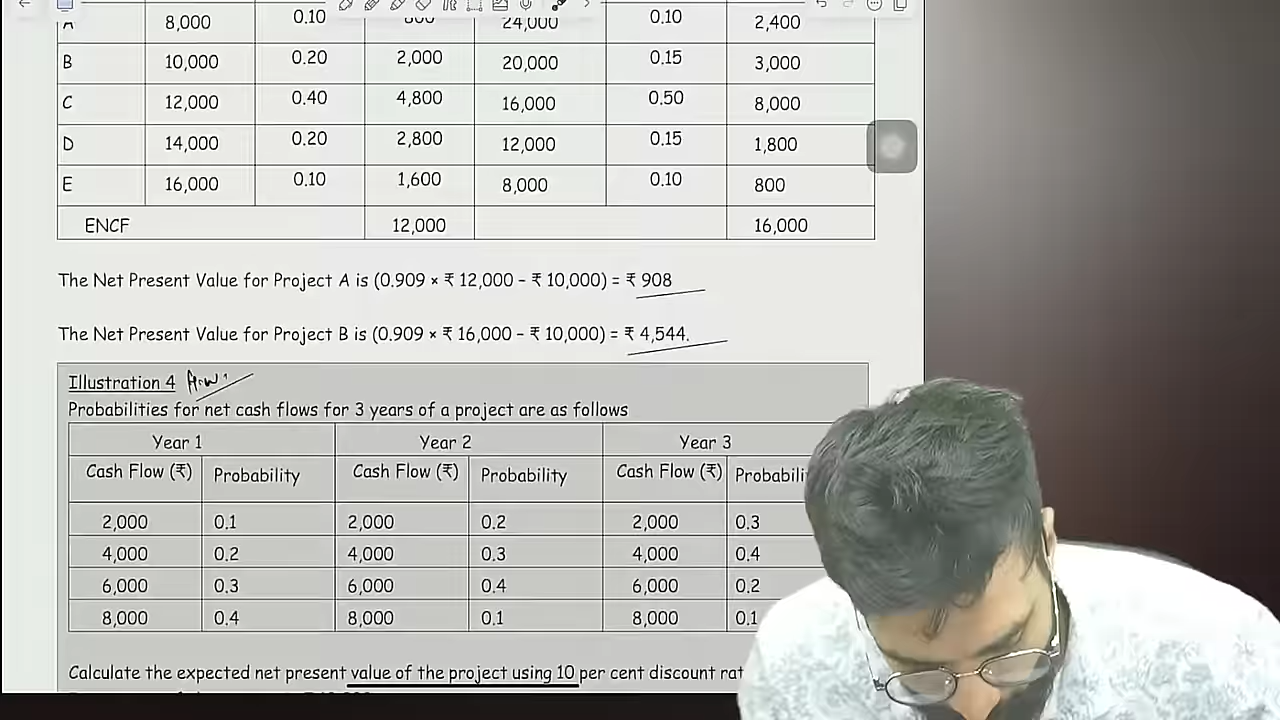 A 8,000 0.10 800 24,000 0.10 2,400
B 10,000 0.20 2,000 20,000 0.15 3,000
C 12,000 0.40 4,800 16,000 0.50 8,000
D 14,000 0.20 2,800 12,000 0.15 1,800
E 16,000 0.10 1,600 8,000 0.10 800
ENCF 12,000 16,000
The Net Present Value for Project A is (0.909 × ₹ 12,000 – ₹ 10,000) = ₹ 908
The Net Present Value for Project B is (0.909 × ₹ 16,000 – ₹ 10,000) = ₹ 4,544.
Illustration 4 H.W.
Probabilities for net cash flows for 3 years of a project are as follows
Year 1 Year 2 Year 3
Cash Flow (₹) Probability Cash Flow (₹) Probability Cash Flow (₹) Probabili
2,000 0.1 2,000 0.2 2,000 0.3
4,000 0.2 4,000 0.3 4,000 0.4
6,000 0.3 6,000 0.4 6,000 0.2
8,000 0.4 8,000 0.1 8,000 0.1
Calculate the expected net present value of the project using 10 per cent discount rat